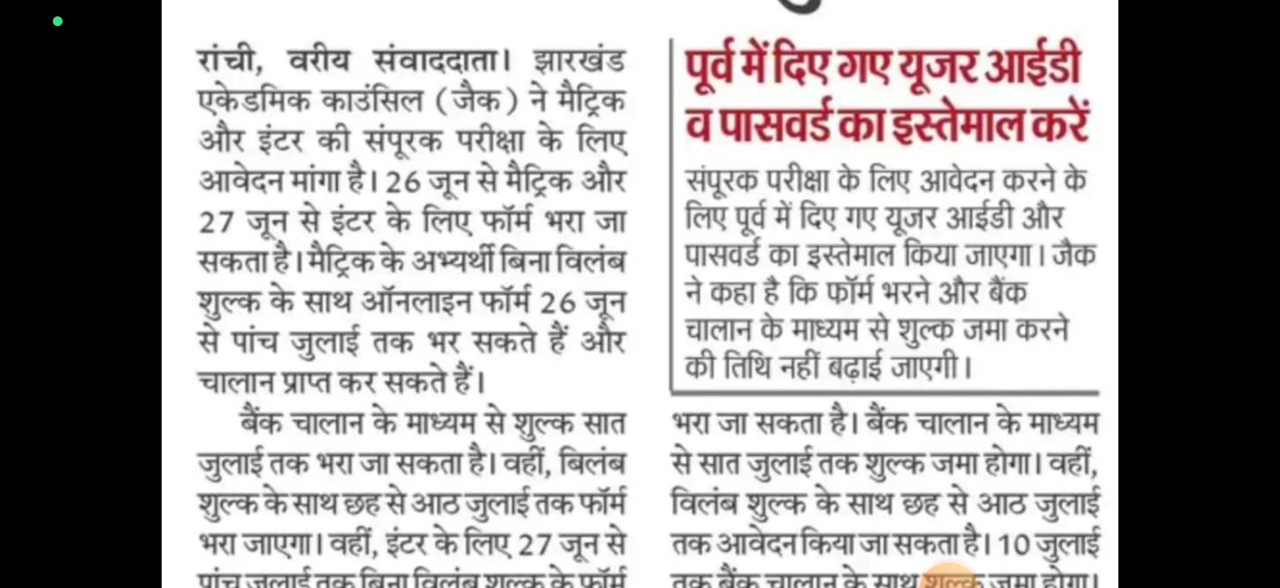 रांची, वरीय संवाददाता। झारखंड
एकेडमिक काउंसिल (जैक) ने मैट्रिक
और इंटर की संपूरक परीक्षा के लिए
आवेदन मांगा है। 26 जून से मैट्रिक और
27 जून से इंटर के लिए फॉर्म भरा जा
सकता है। मैट्रिक के अभ्यर्थी बिना विलंब
शुल्क के साथ ऑनलाइन फॉर्म 26 जून
से पांच जुलाई तक भर सकते हैं और
चालान प्राप्त कर सकते हैं।
बैंक चालान के माध्यम से शुल्क सात
जुलाई तक भरा जा सकता है। वहीं, बिलंब
शुल्क के साथ छह से आठ जुलाई तक फॉर्म
भरा जाएगा। वहीं, इंटर के लिए 27 जून से
पांच जुलाई तक बिना विलंब शुल्क के फॉर्म
पूर्व में दिए गए यूजर आईडी
व पासवर्ड का इस्तेमाल करें
संपूरक परीक्षा के लिए आवेदन करने के
लिए पूर्व में दिए गए यूजर आईडी और
पासवर्ड का इस्तेमाल किया जाएगा। जैक
ने कहा है कि फॉर्म भरने और बैंक
चालान के माध्यम से शुल्क जमा करने
की तिथि नहीं बढ़ाई जाएगी।
भरा जा सकता है। बैंक चालान के माध्यम
से सात जुलाई तक शुल्क जमा होगा। वहीं,
विलंब शुल्क के साथ छह से आठ जुलाई
तक आवेदन किया जा सकता है। 10 जुलाई
तक बैंक चालान के साथ शुल्क जमा होगा।